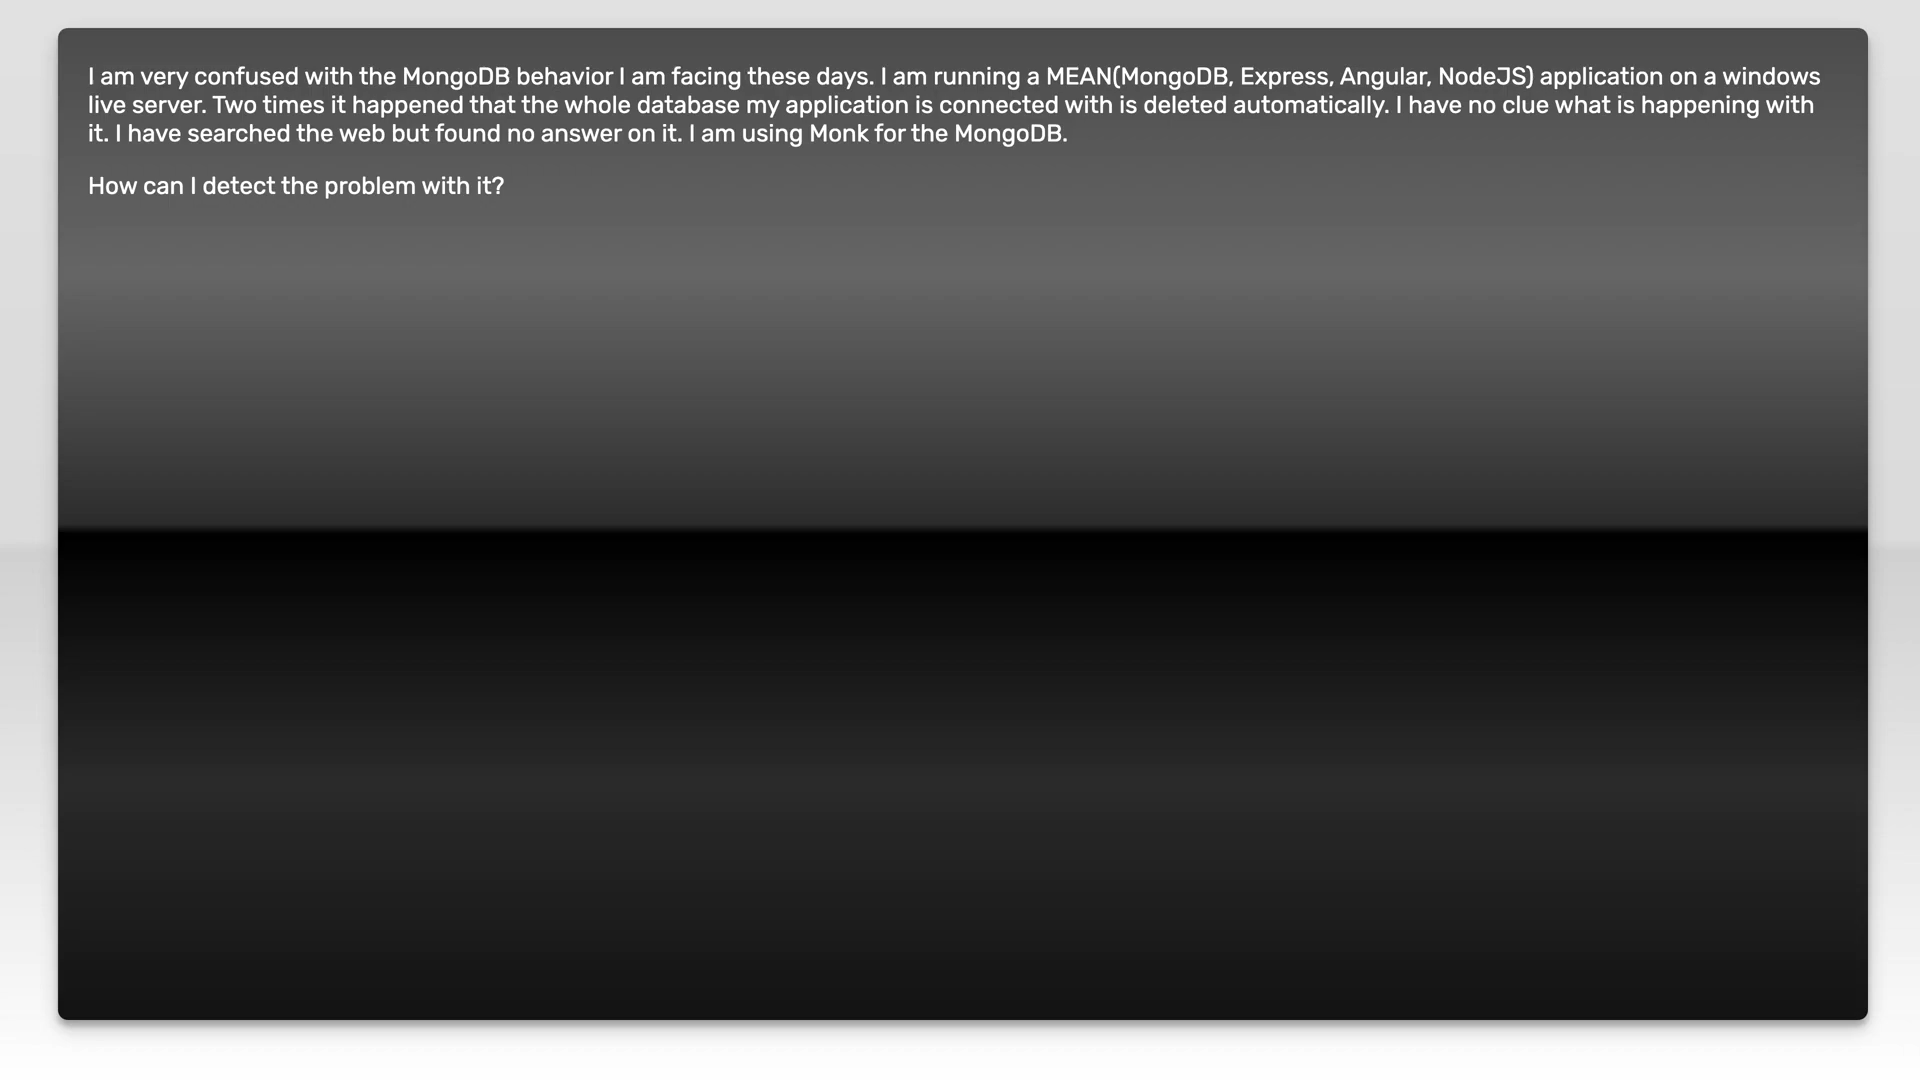 I am very confused with the MongoDB behavior I am facing these days. I am running a MEAN(MongoDB, Express, Angular, NodeJS) application on a windows
live server. Two times it happened that the whole database my application is connected with is deleted automatically. I have no clue what is happening with
it. I have searched the web but found no answer on it. I am using Monk for the MongoDB.
How can I detect the problem with it?